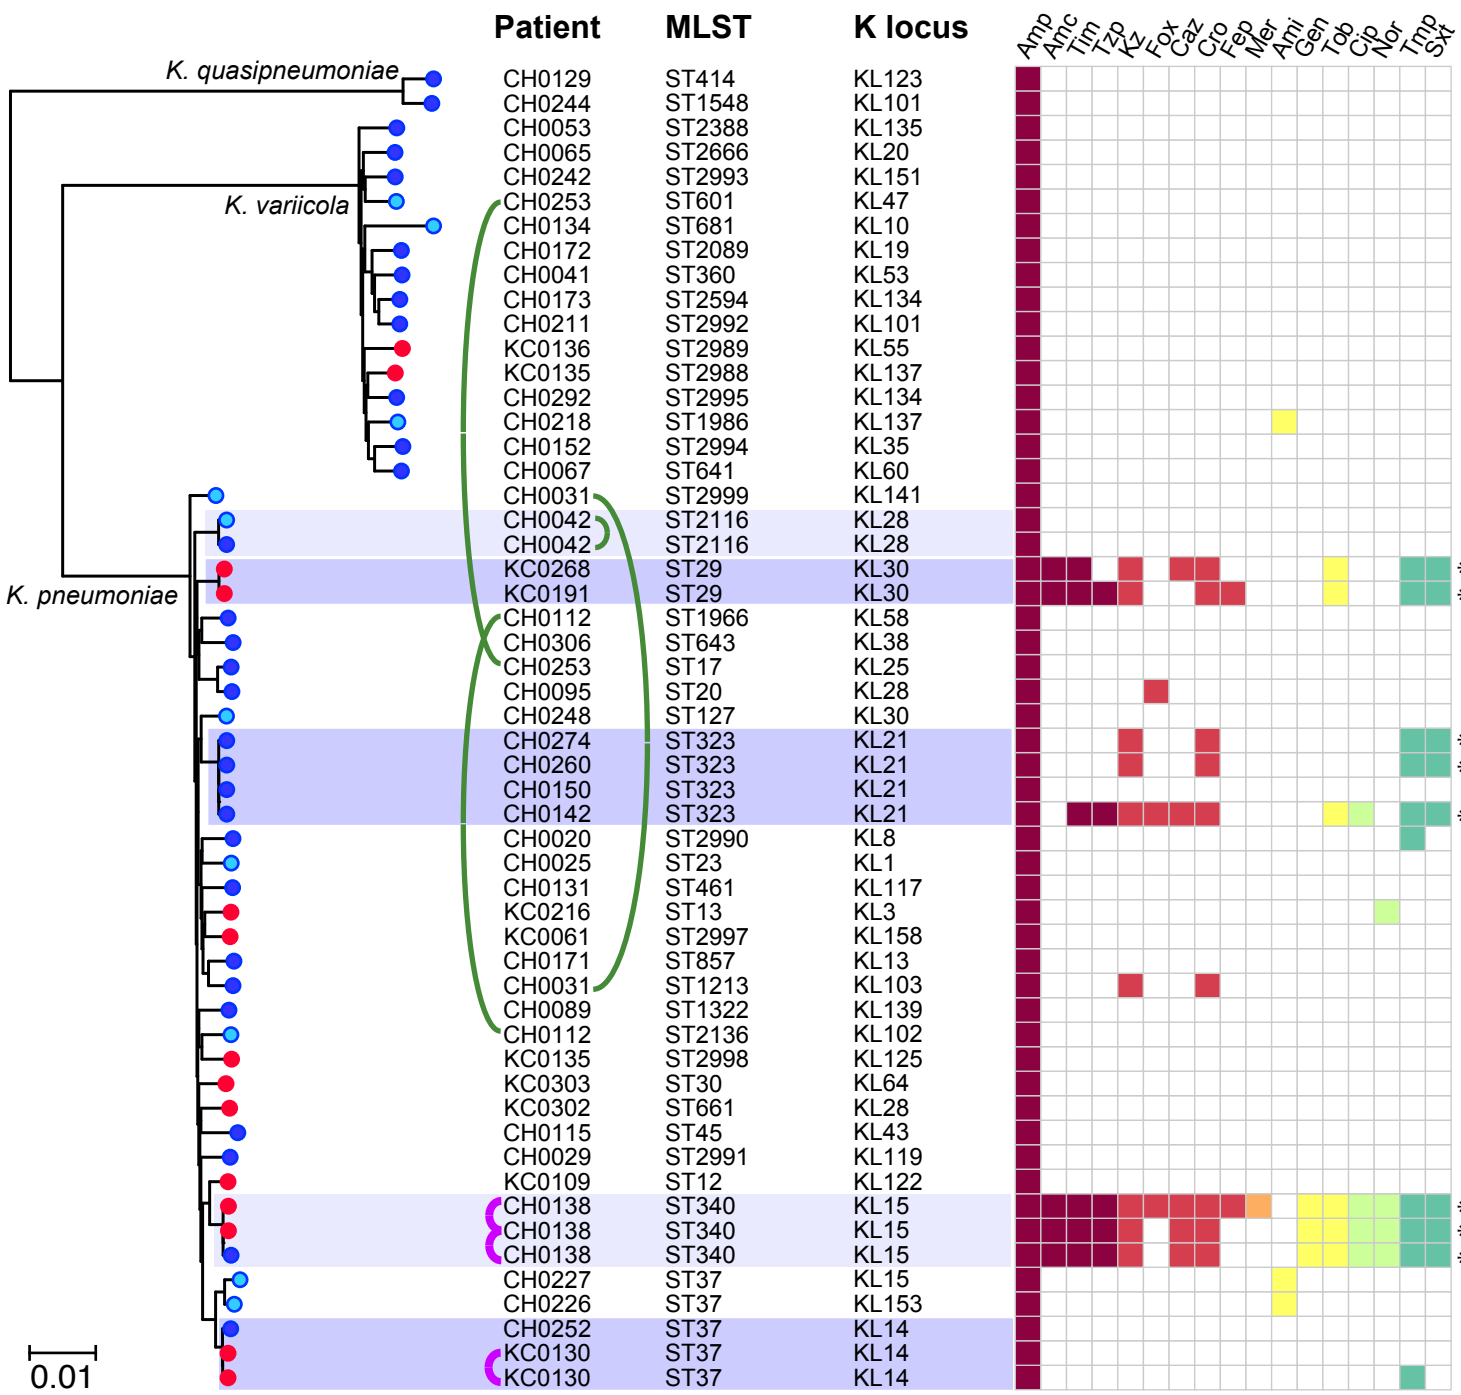 Patient MLST K locus Amp Amc Tim Tzp Kz Fox Caz Cro Fep Mer Ami Gen Tob Cip Nor Tmp Sxt
K. quasipneumoniae
CH0129 ST414 KL123
CH0244 ST1548 KL101
CH0053 ST2388 KL135
CH0065 ST2666 KL20
CH0242 ST2993 KL151
K. variicola
CH0253 ST601 KL47
CH0134 ST681 KL10
CH0172 ST2089 KL19
CH0041 ST360 KL53
CH0173 ST2594 KL134
CH0211 ST2992 KL101
KC0136 ST2989 KL55
KC0135 ST2988 KL137
CH0292 ST2995 KL134
CH0218 ST1986 KL137
CH0152 ST2994 KL35
CH0067 ST641 KL60
CH0031 ST2999 KL141
CH0042 ST2116 KL28
CH0042 ST2116 KL28
KC0268 ST29 KL30 *
K. pneumoniae
KC0191 ST29 KL30 *
CH0112 ST1966 KL58
CH0306 ST643 KL38
CH0253 ST17 KL25
CH0095 ST20 KL28
CH0248 ST127 KL30
CH0274 ST323 KL21 *
CH0260 ST323 KL21 *
CH0150 ST323 KL21
CH0142 ST323 KL21 *
CH0020 ST2990 KL8
CH0025 ST23 KL1
CH0131 ST461 KL117
KC0216 ST13 KL3
KC0061 ST2997 KL158
CH0171 ST857 KL13
CH0031 ST1213 KL103
CH0089 ST1322 KL139
CH0112 ST2136 KL102
KC0135 ST2998 KL125
KC0303 ST30 KL64
KC0302 ST661 KL28
CH0115 ST45 KL43
CH0029 ST2991 KL119
KC0109 ST12 KL122
CH0138 ST340 KL15 *
CH0138 ST340 KL15 *
CH0138 ST340 KL15 *
CH0227 ST37 KL15
CH0226 ST37 KL153
CH0252 ST37 KL14
KC0130 ST37 KL14
KC0130 ST37 KL14
0.01